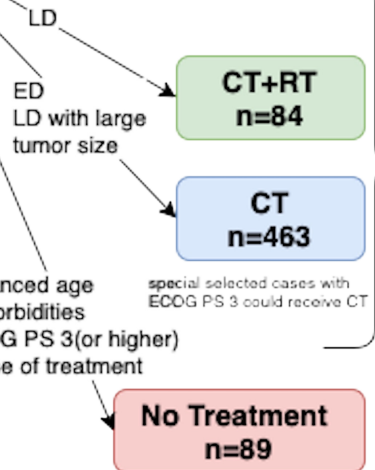 LD
CT+RT
n=84
ED
LD with large
tumor size
CT
n=463
special selected cases with
ECOG PS 3 could receive CT
anced age
orbidities
G PS 3(or higher)
e of treatment
No Treatment
n=89